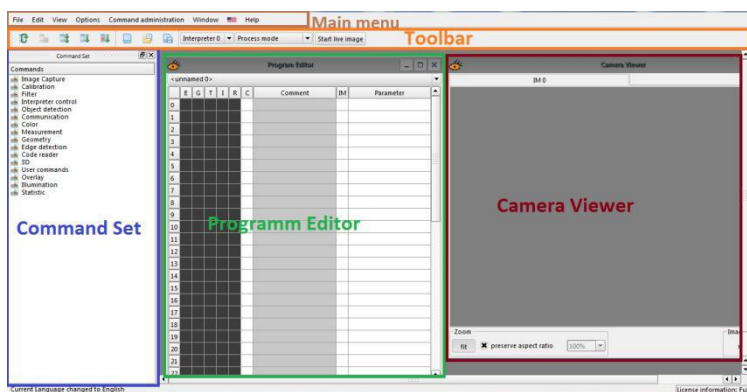 File Edit View Options Command administration Window Help
Main menu
Toolbar
Interpreter 0 Process mode Start live image
Command Set
Commands
Image Capture
Calibration
Filter
Interpreter control
Object detection
Communication
Color
Measurement
Geometry
Edge detection
Code reader
3D
User commands
Overlay
Illumination
Statistic
Command Set
Program Editor
<unnamed 0>
E G T I R C Comment IM Parameter
0
1
2
3
4
5
6
7
8
9
10
11
12
13
14
15
16
17
18
19
20
21
22
Programm Editor
Camera Viewer
IM 0
Camera Viewer
Zoom
fit preserve aspect ratio 100%
Imag
Current Language changed to English
License information: Fu